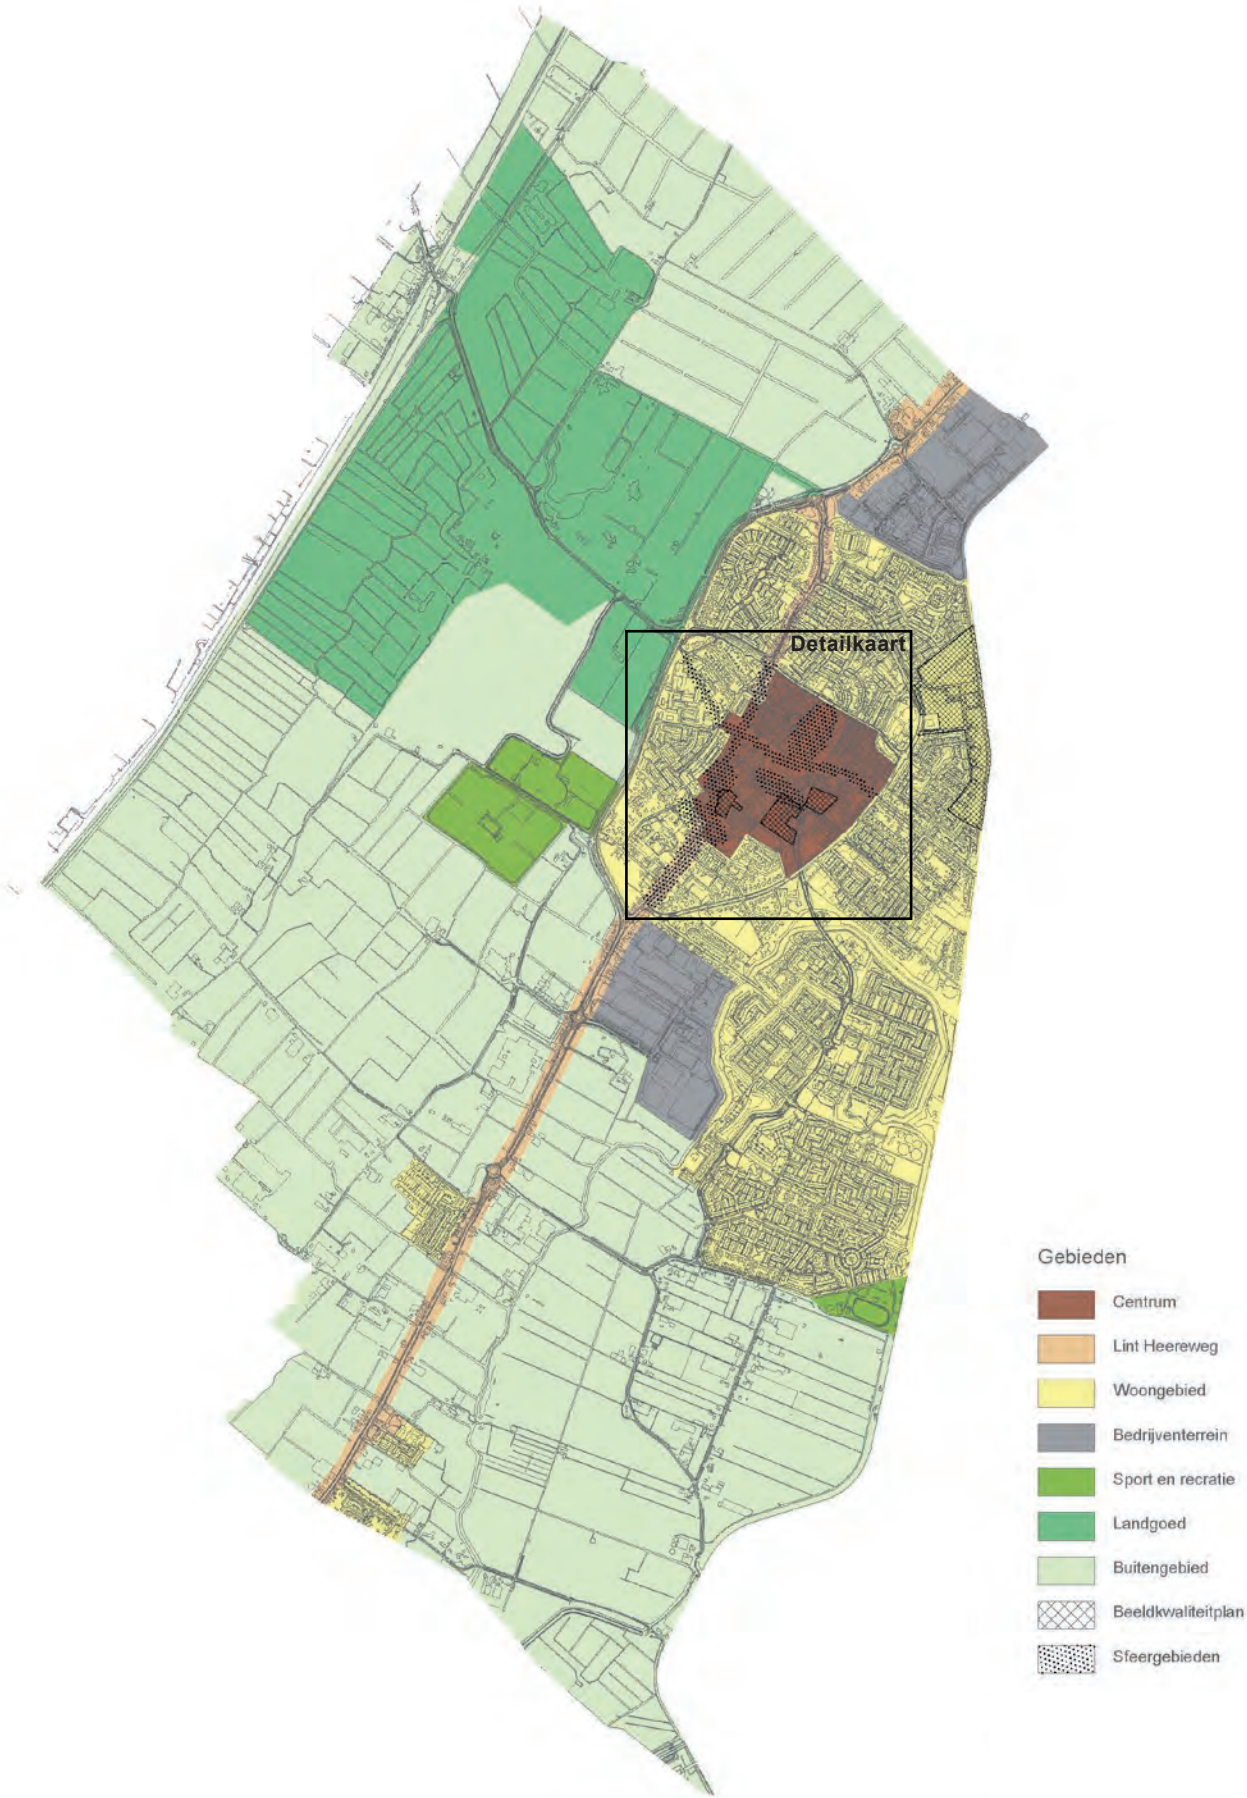 Detailkaart
Gebieden
Centrum
Lint Heereweg
Woongebied
Bedrijventerrein
Sport en recratie
Landgoed
Buitengebied
Beeldkwaliteitplan
Sfeergebieden